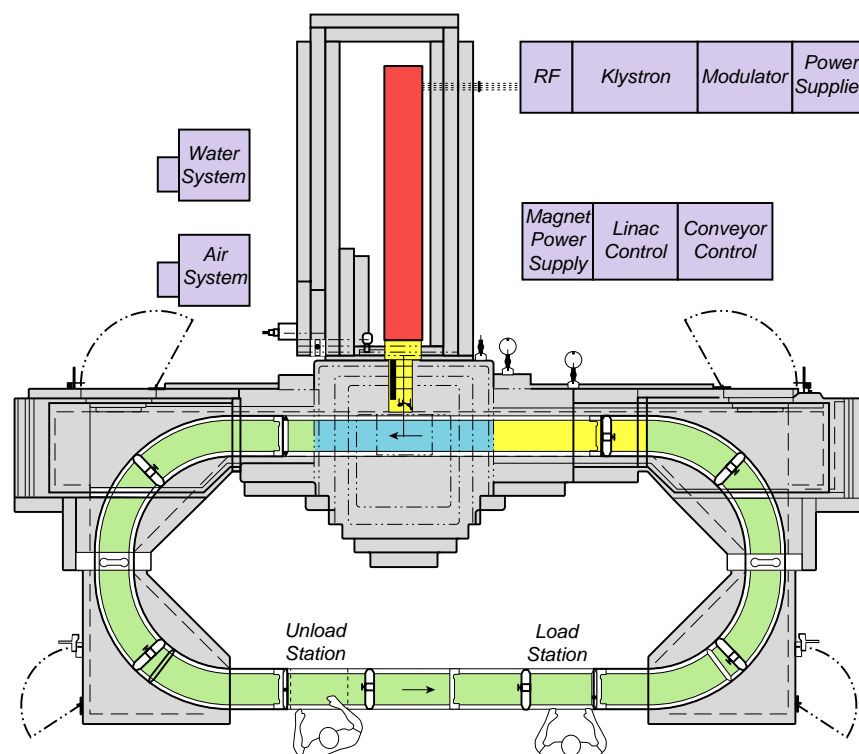 RF
Klystron
Modulator
Power
Supplie
Water
System
Magnet
Power
Supply
Linac
Control
Conveyor
Control
Air
System
Unload
Station
Load
Station